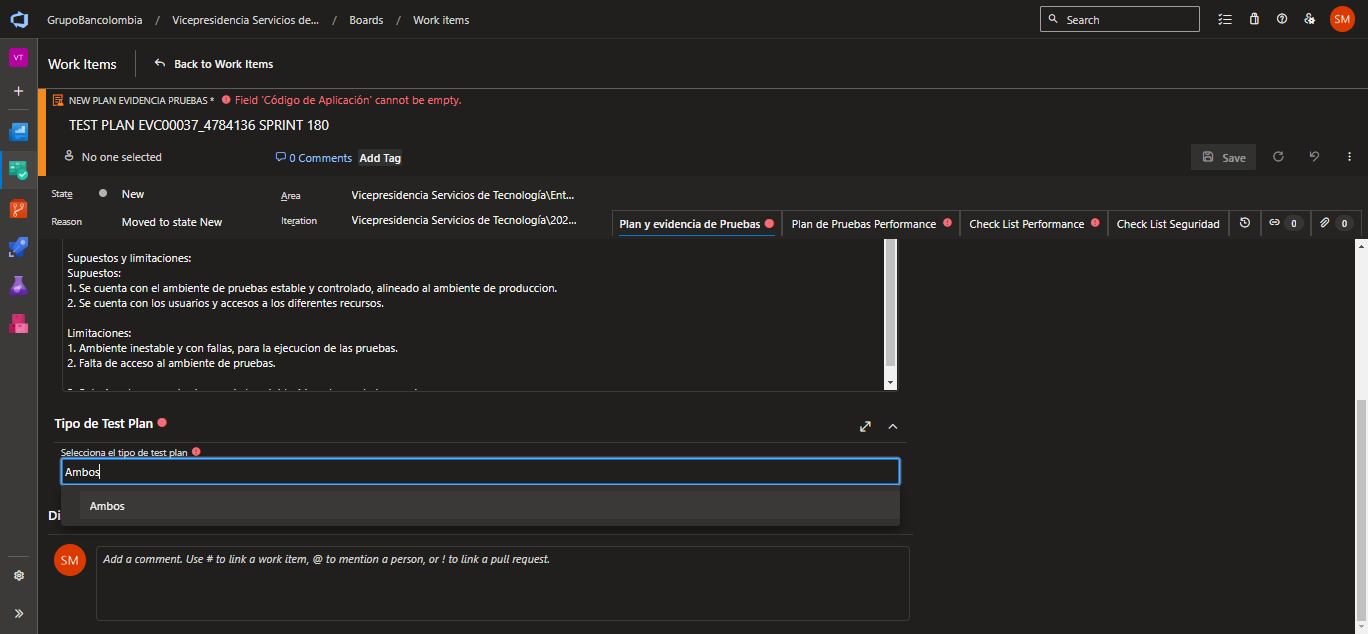 GrupoBancolombia / Vicepresidencia Servicios de... / Boards / Work items
Search
SM
VT
Work Items
Back to Work Items
NEW PLAN EVIDENCIA PRUEBAS * Field 'Código de Aplicación' cannot be empty.
TEST PLAN EVC00037_4784136 SPRINT 180
No one selected
0 Comments
Add Tag
Save
State
New
Area
Vicepresidencia Servicios de Tecnología\Ent...
Reason
Moved to state New
Iteration
Vicepresidencia Servicios de Tecnología\202...
Plan y evidencia de Pruebas
Plan de Pruebas Performance
Check List Performance
Check List Seguridad
0
0
Supuestos y limitaciones:
Supuestos:
1. Se cuenta con el ambiente de pruebas estable y controlado, alineado al ambiente de produccion.
2. Se cuenta con los usuarios y accesos a los diferentes recursos.
Limitaciones:
1. Ambiente inestable y con fallas, para la ejecucion de las pruebas.
2. Falta de acceso al ambiente de pruebas.
Tipo de Test Plan
Selecciona el tipo de test plan
Ambos
Ambos
Di
SM
Add a comment. Use # to link a work item, @ to mention a person, or ! to link a pull request.